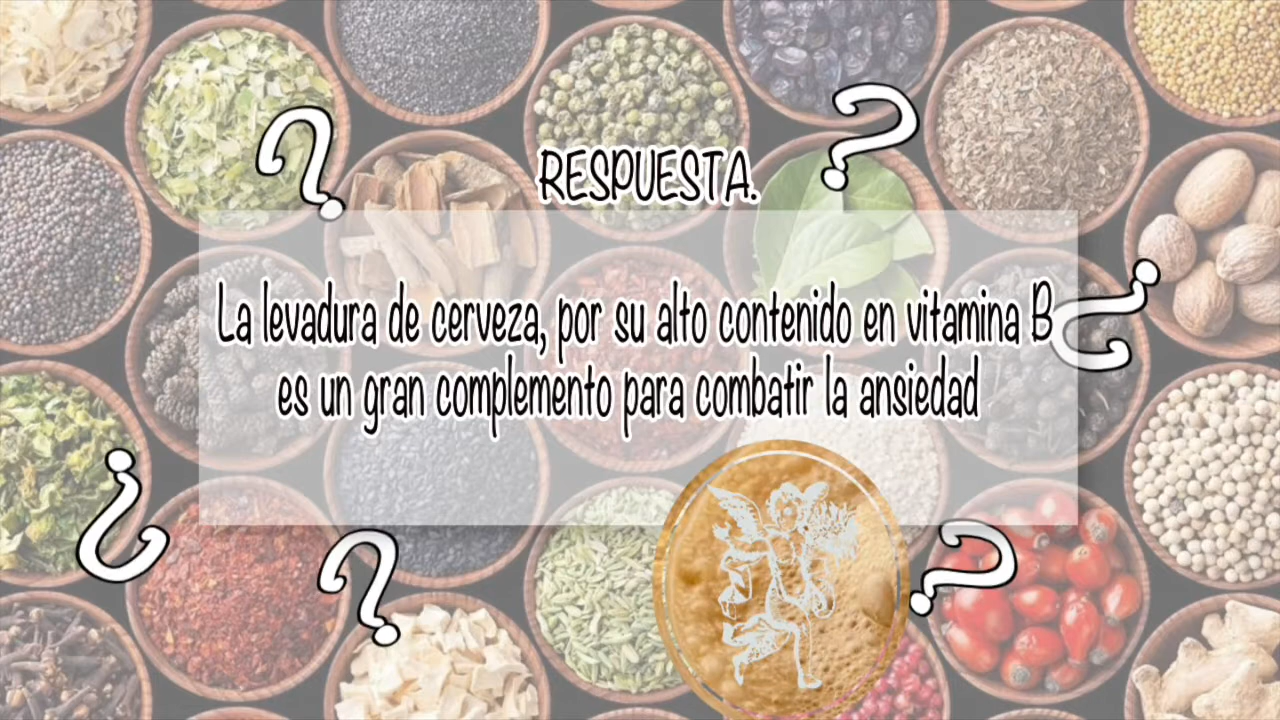 RESPUESTA.
La levadura de cerveza, por su alto contenido en vitamina B
es un gran complemento para combatir la ansiedad